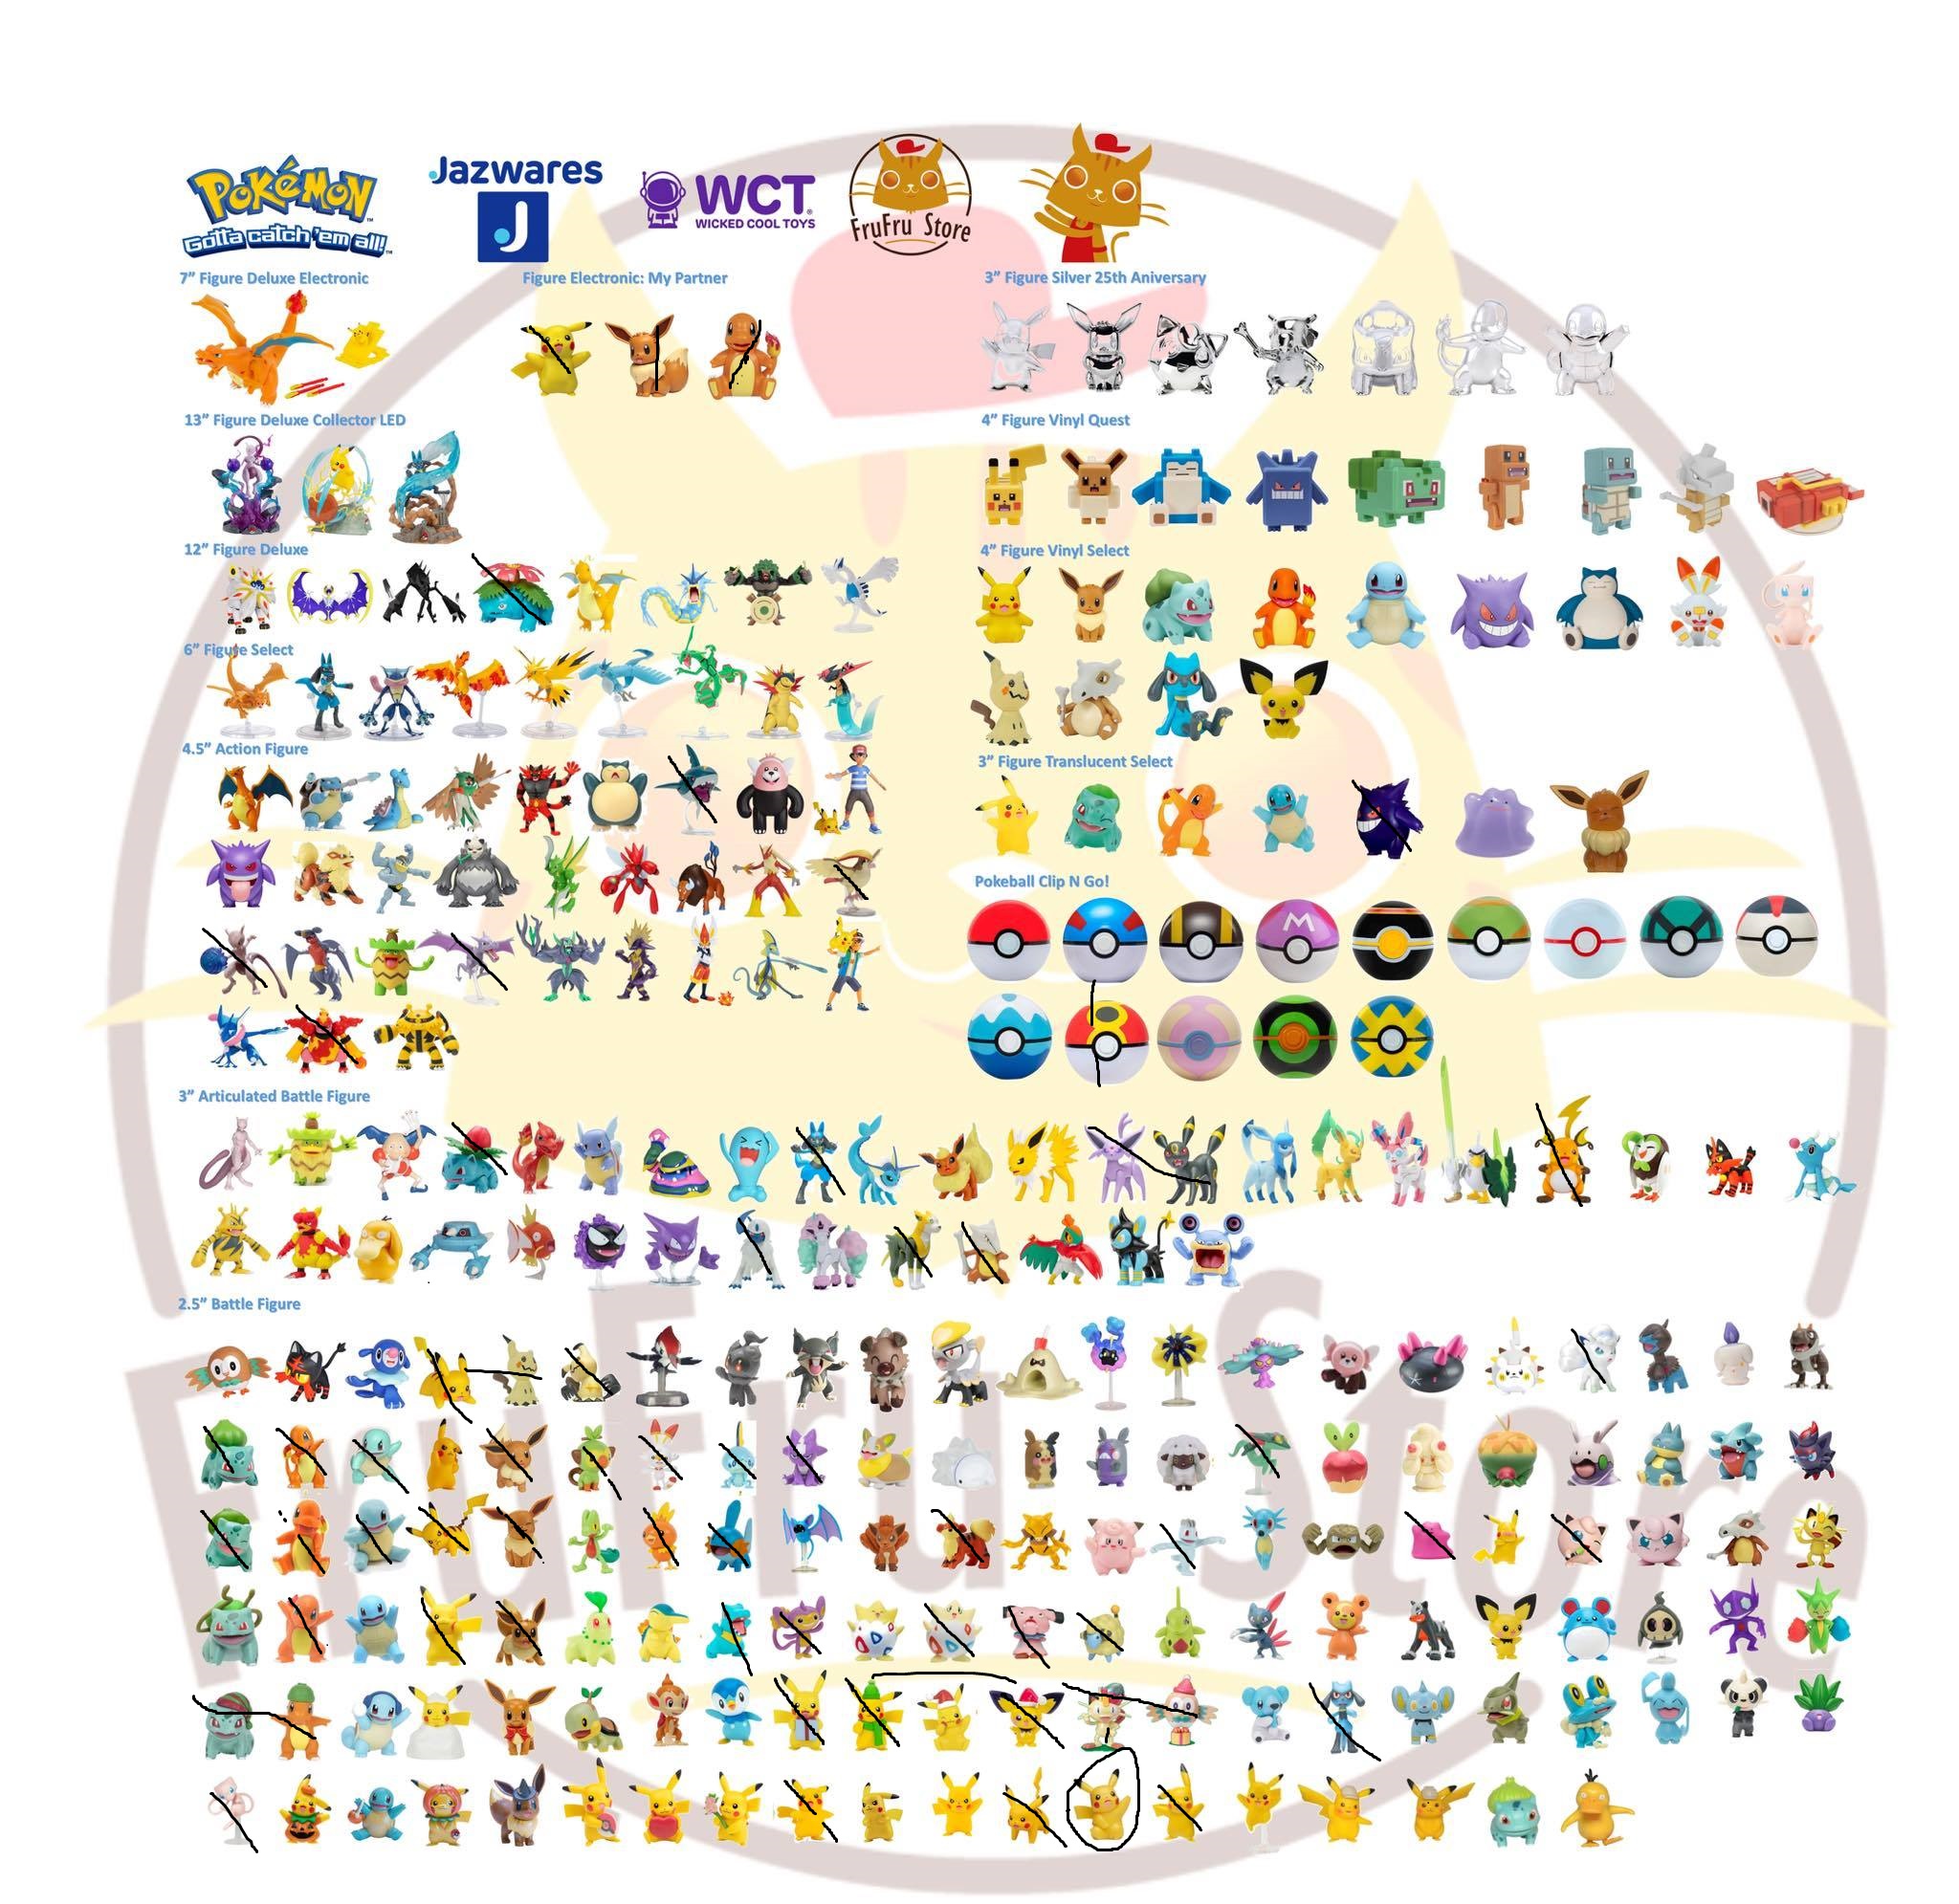 POKéMON™
Gotta catch 'em all!™
Jazwares
J
WCT®
WICKED COOL TOYS
FruFru Store
7” Figure Deluxe Electronic
Figure Electronic: My Partner
3” Figure Silver 25th Aniversary
13” Figure Deluxe Collector LED
4” Figure Vinyl Quest
12” Figure Deluxe
4” Figure Vinyl Select
6” Figure Select
4.5” Action Figure
3” Figure Translucent Select
Pokeball Clip N Go!
M
3” Articulated Battle Figure
2.5” Battle Figure
FruFru Store